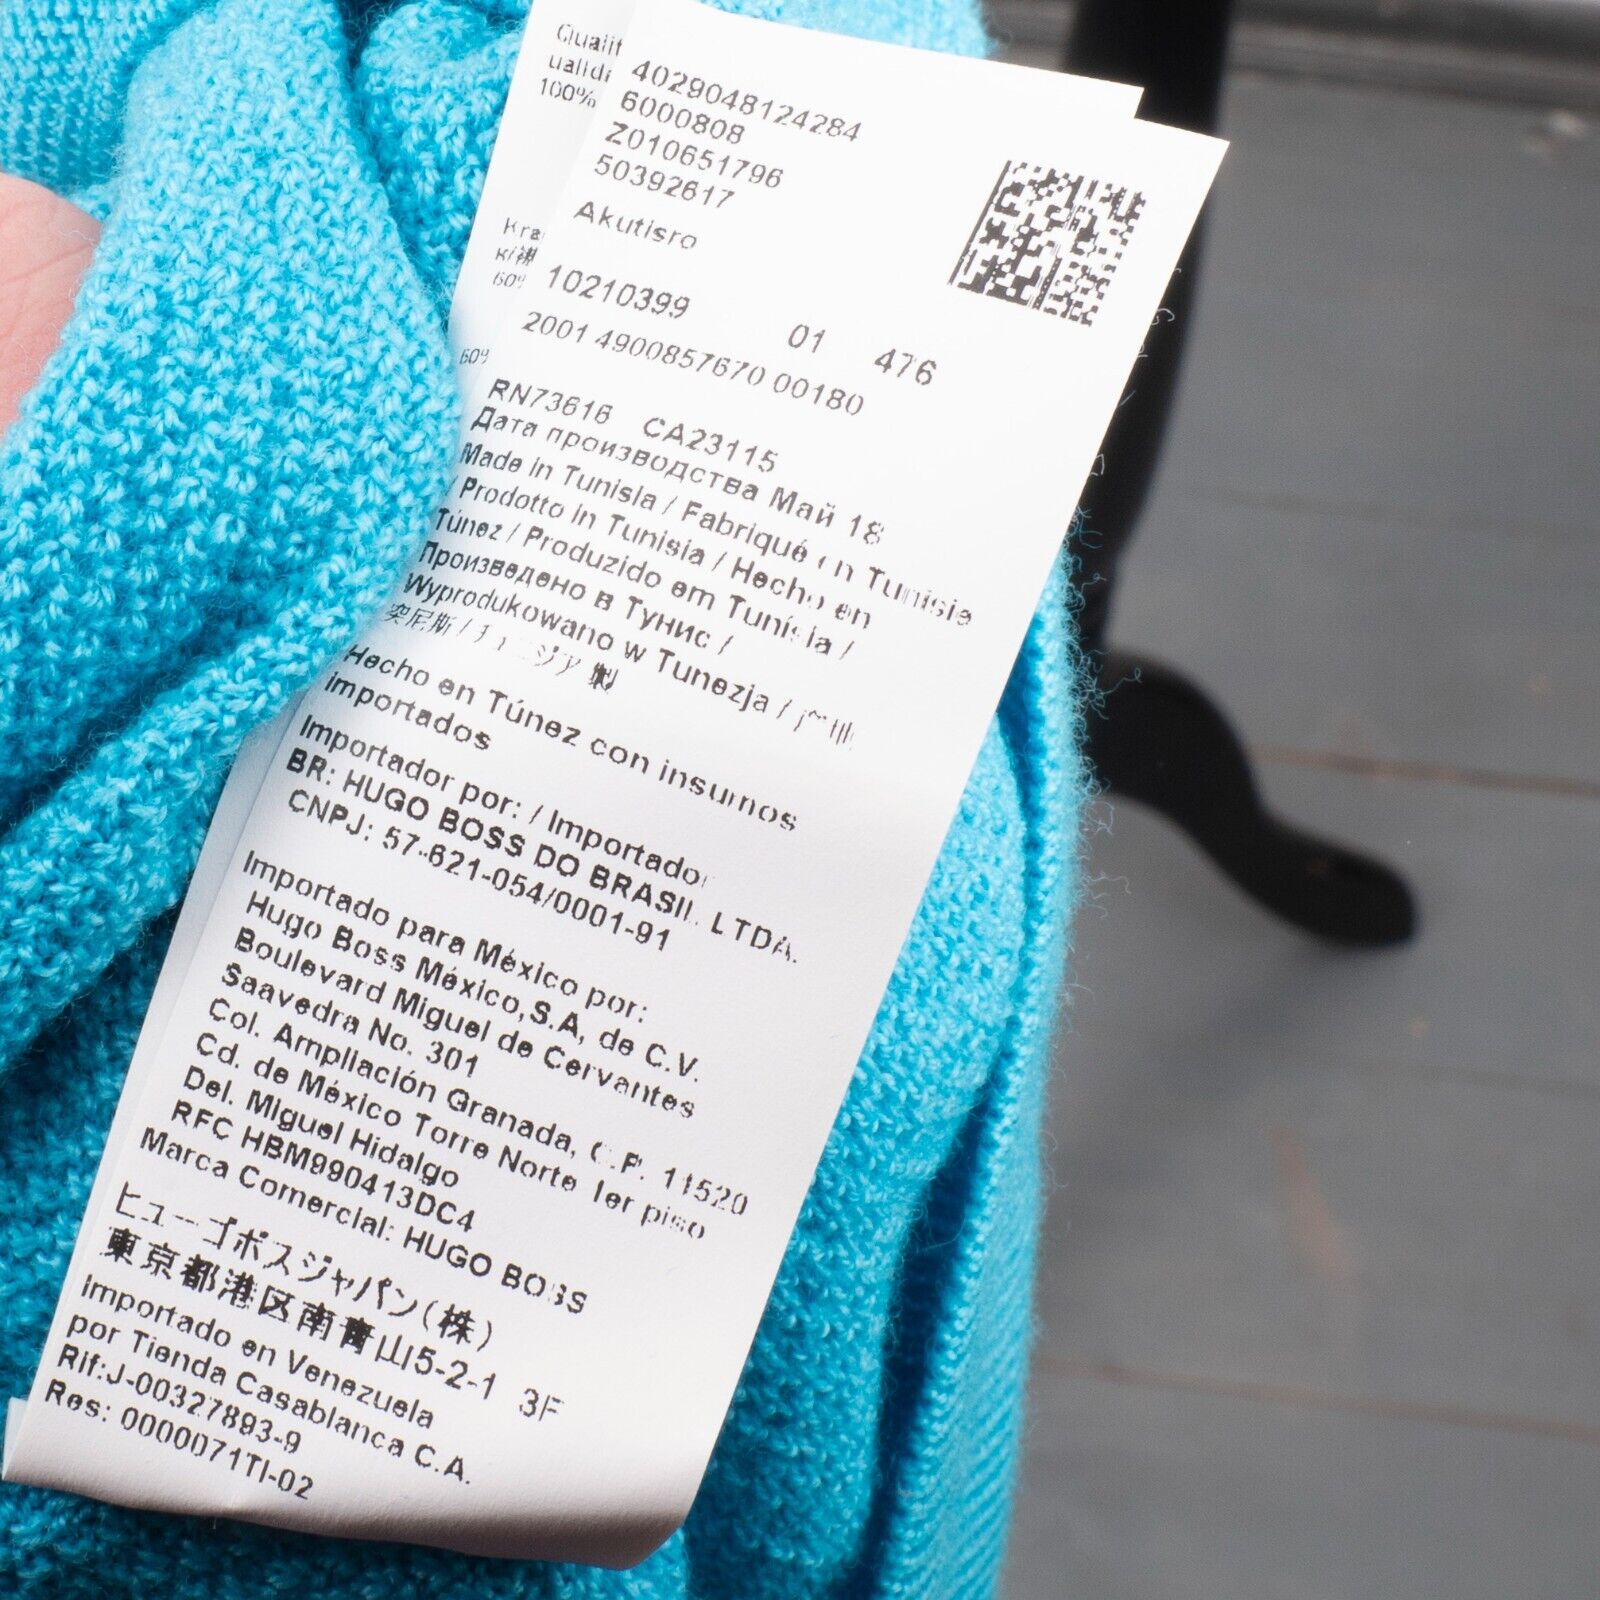 100%
60%
60%
4029048124284
6000808
Z010651796
50392617
Akutisro
10210399 01 476
2001 4900857670 00180
RN73616 CA23115
Дата производства Май 18
Made in Tunisia / Fabriqué en Tunisie
/ Prodotto in Tunisia / Hecho en
Túnez / Produzido em Tunísia /
Произведено в Тунис /
Wyprodukowano w Tunezja /
突尼斯 / チュニジア 製
Hecho en Túnez con insumos
importados
Importador por: / Importador
BR: HUGO BOSS DO BRASIL LTDA.
CNPJ: 57-621-054/0001-91
Importado para México por:
Hugo Boss México,S.A, de C.V.
Boulevard Miguel de Cervantes
Saavedra No. 301
Col. Ampliación Granada, C.P. 11520
Cd. de México Torre Norte 1er piso
Del. Miguel Hidalgo
RFC HBM990413DC4
Marca Comercial: HUGO BOSS
ヒューゴボスジャパン(株)
東京都港区南青山5-2-1 3F
Importado en Venezuela
por Tienda Casablanca C.A.
Rif:J-00327893-9
Res: 0000071TI-02